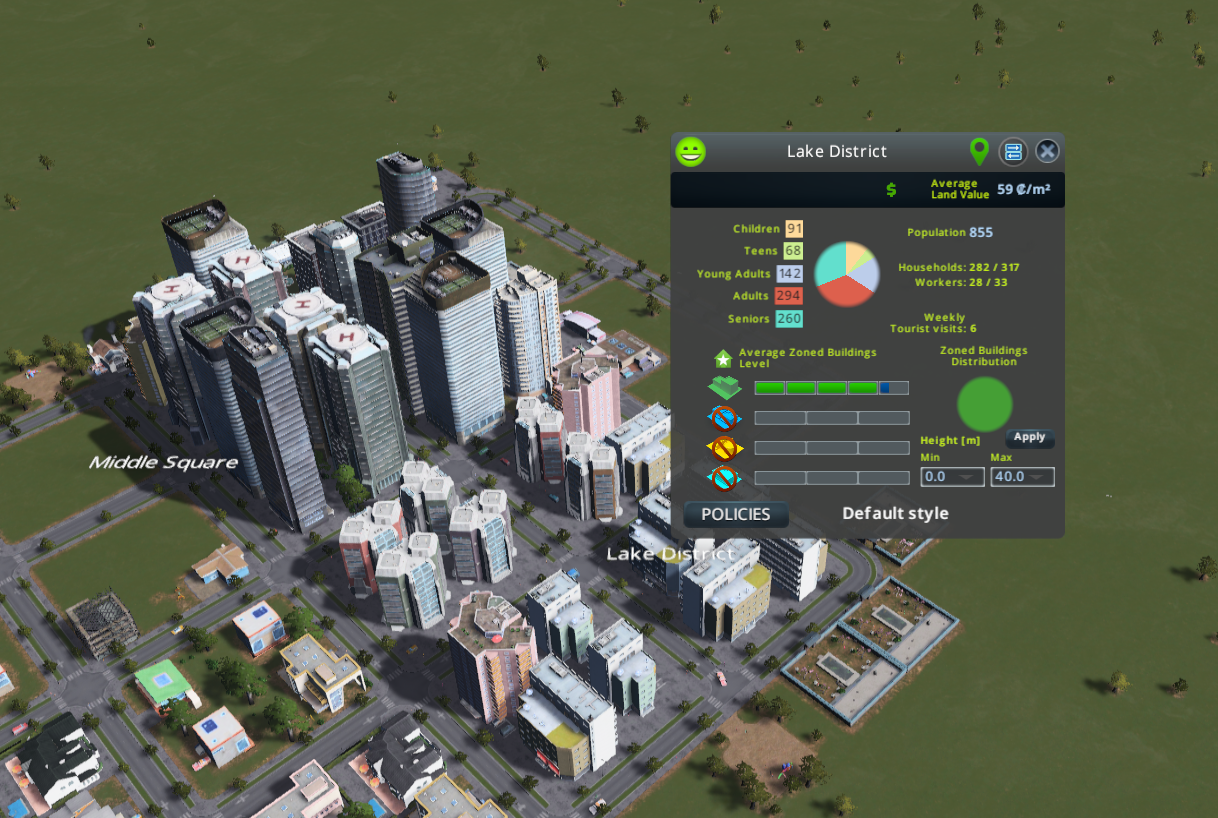 Lake District
$
Average
Land Value
59 ₡/m²
Children 91
Teens 68
Young Adults 142
Adults 294
Seniors 260
Population 855
Households: 282 / 317
Workers: 28 / 33
Weekly
Tourist visits: 6
Average Zoned Buildings
Level
Zoned Buildings
Distribution
Height [m]
Apply
Min
Max
0.0
40.0
POLICIES
Default style
Middle Square
Lake District
H
H
H
H